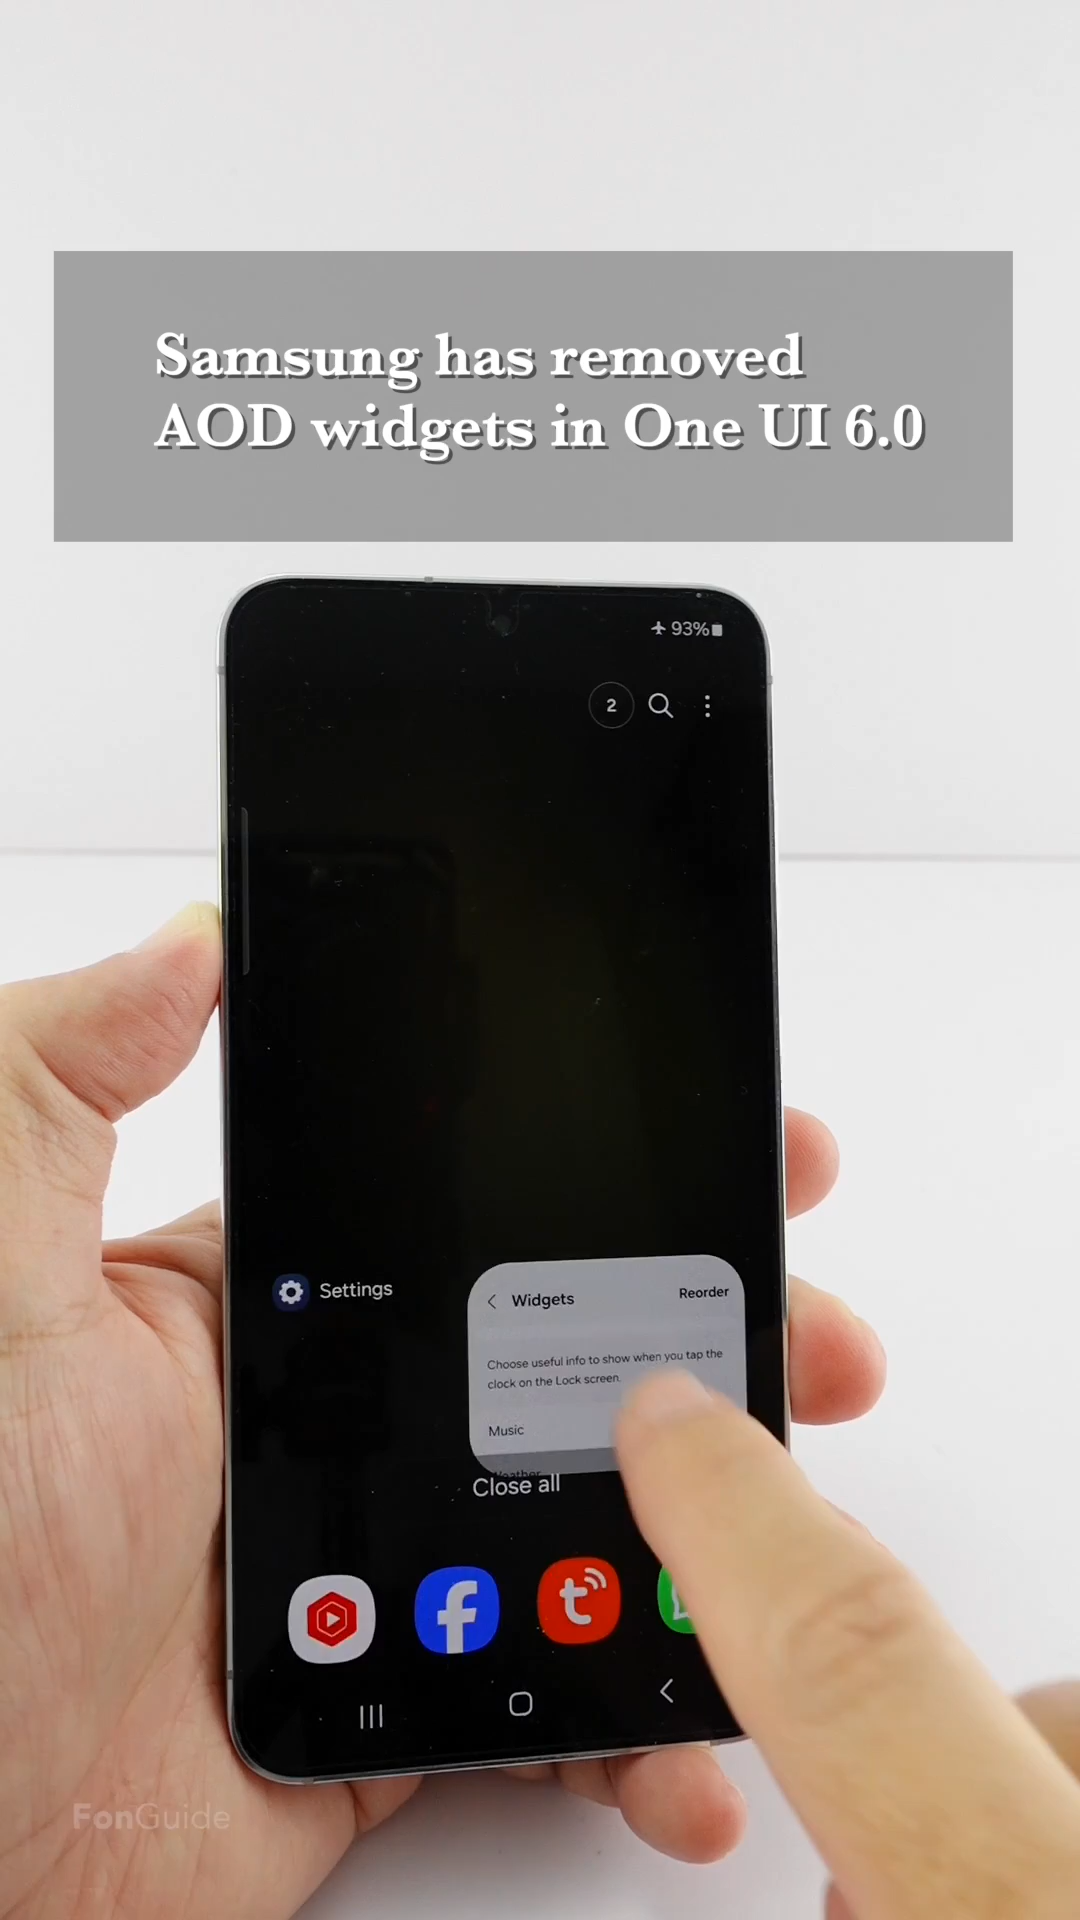 Samsung has removed
AOD widgets in One UI 6.0
93%
2
Settings
Widgets
Reorder
Choose useful info to show when you tap the
clock on the Lock screen.
Music
Weather
Close all
FonGuide